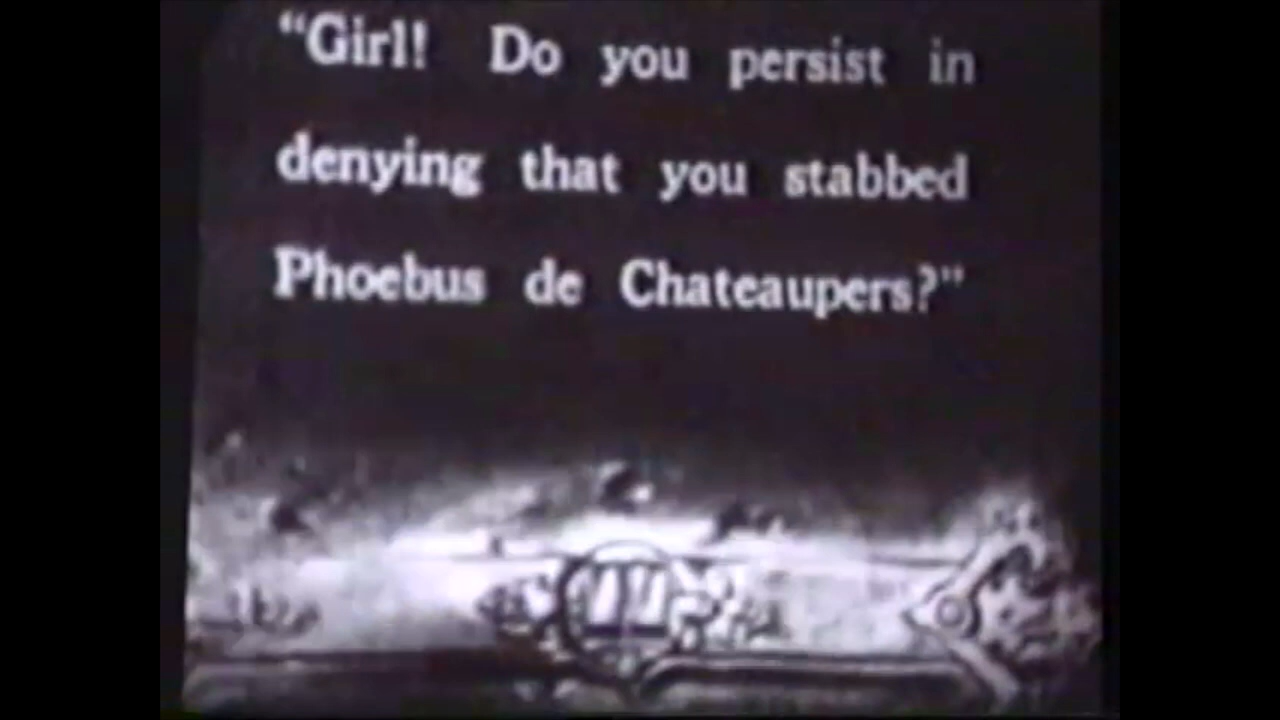 “Girl! Do you persist in
denying that you stabbed
Phoebus de Chateaupers?”